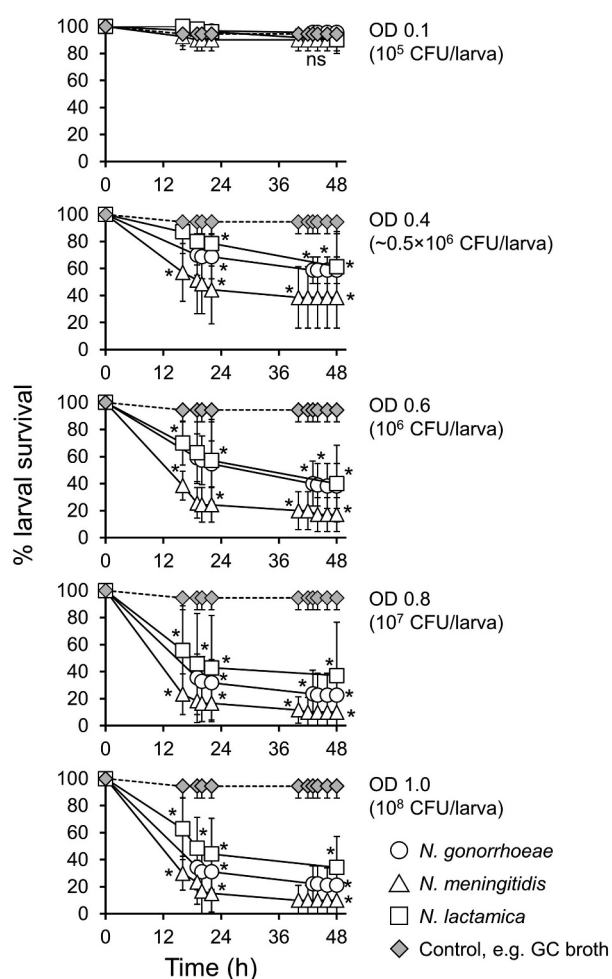 % larval survival
100
80
60
40
20
0
ns
0 12 24 36 48
OD 0.1
(10⁵ CFU/larva)
100
80
60
40
20
0
* * * * * * * *
0 12 24 36 48
OD 0.4
(~0.5×10⁶ CFU/larva)
100
80
60
40
20
0
* * * * * * * * *
0 12 24 36 48
OD 0.6
(10⁶ CFU/larva)
100
80
60
40
20
0
* * * * * * * * *
0 12 24 36 48
OD 0.8
(10⁷ CFU/larva)
100
80
60
40
20
0
* * * * * * * * *
0 12 24 36 48
OD 1.0
(10⁸ CFU/larva)
Time (h)
N. gonorrhoeae
N. meningitidis
N. lactamica
Control, e.g. GC broth